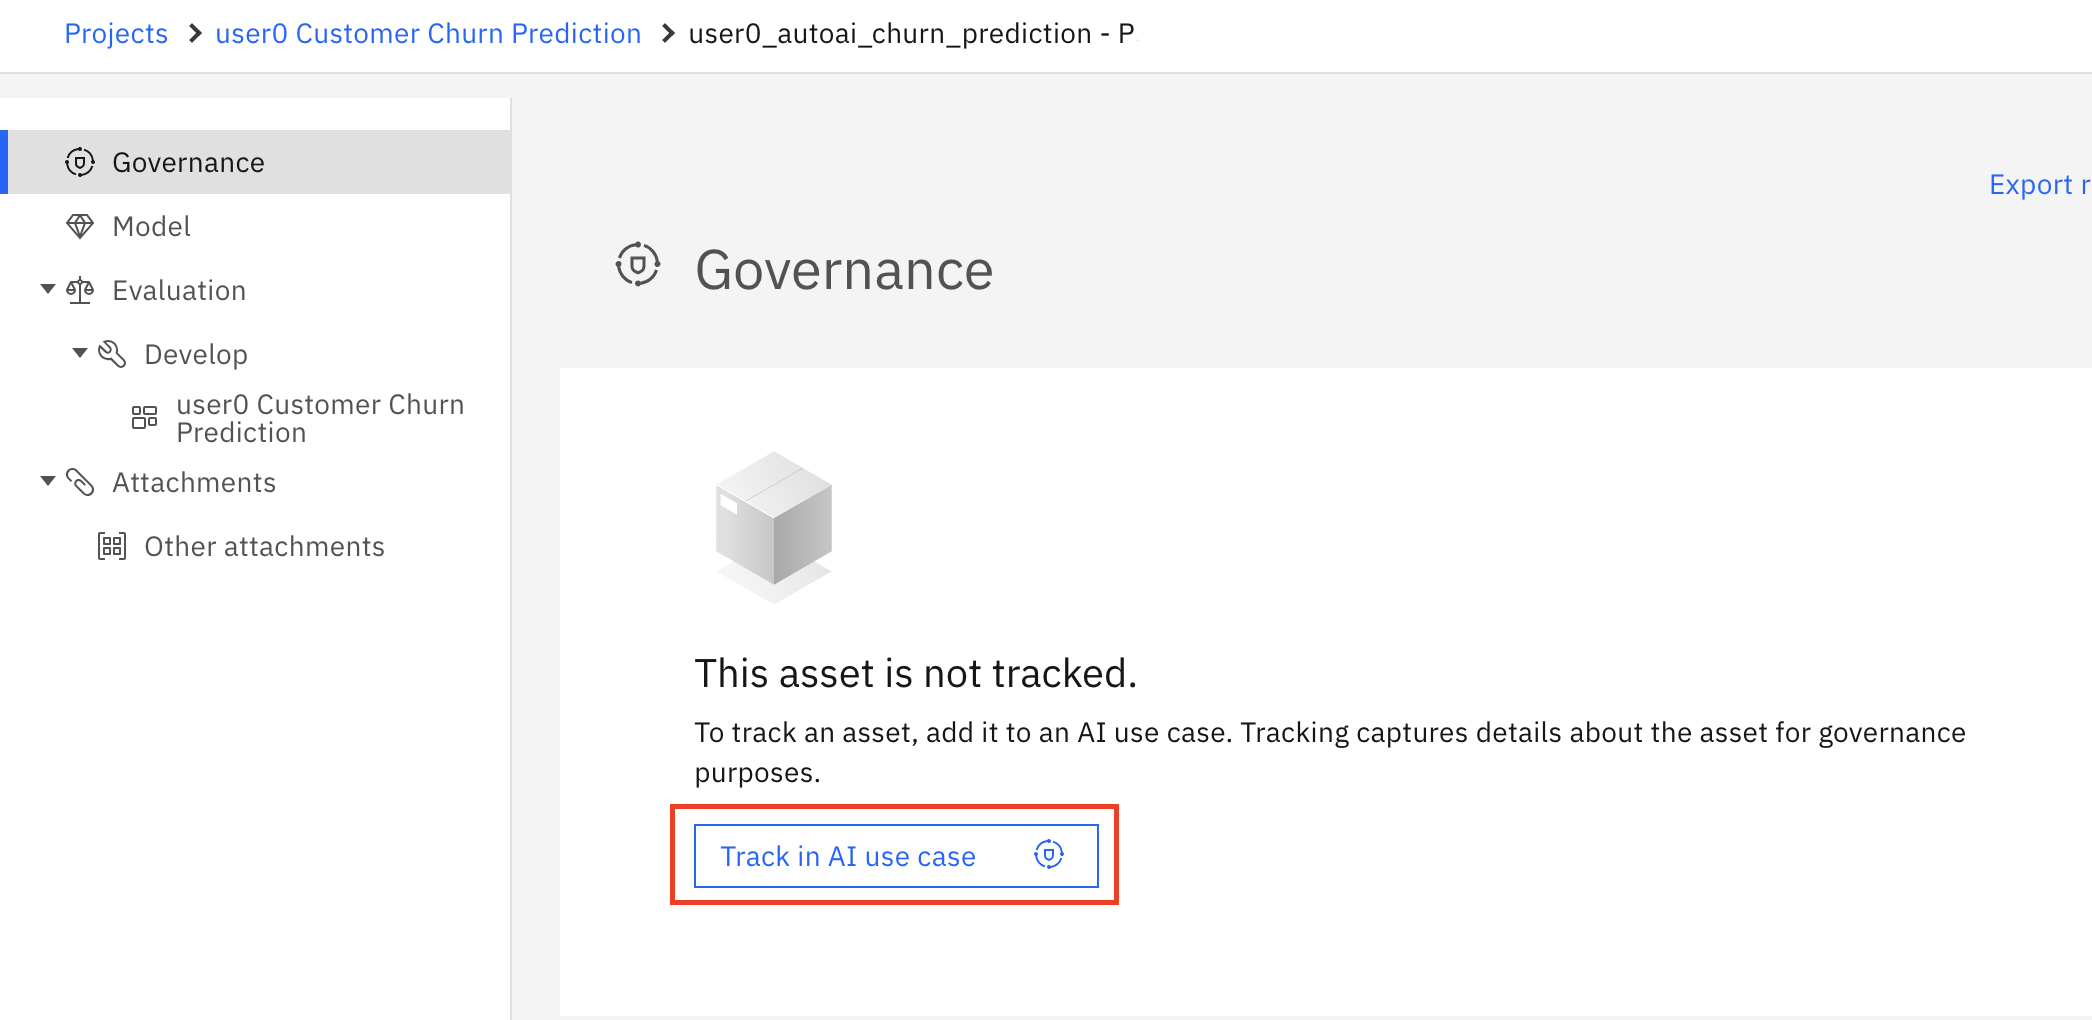 Projects > user0 Customer Churn Prediction > user0_autoai_churn_prediction - P
Governance
Model
Evaluation
Develop
user0 Customer Churn
Prediction
Attachments
Other attachments
Export r
Governance
This asset is not tracked.
To track an asset, add it to an AI use case. Tracking captures details about the asset for governance
purposes.
Track in AI use case